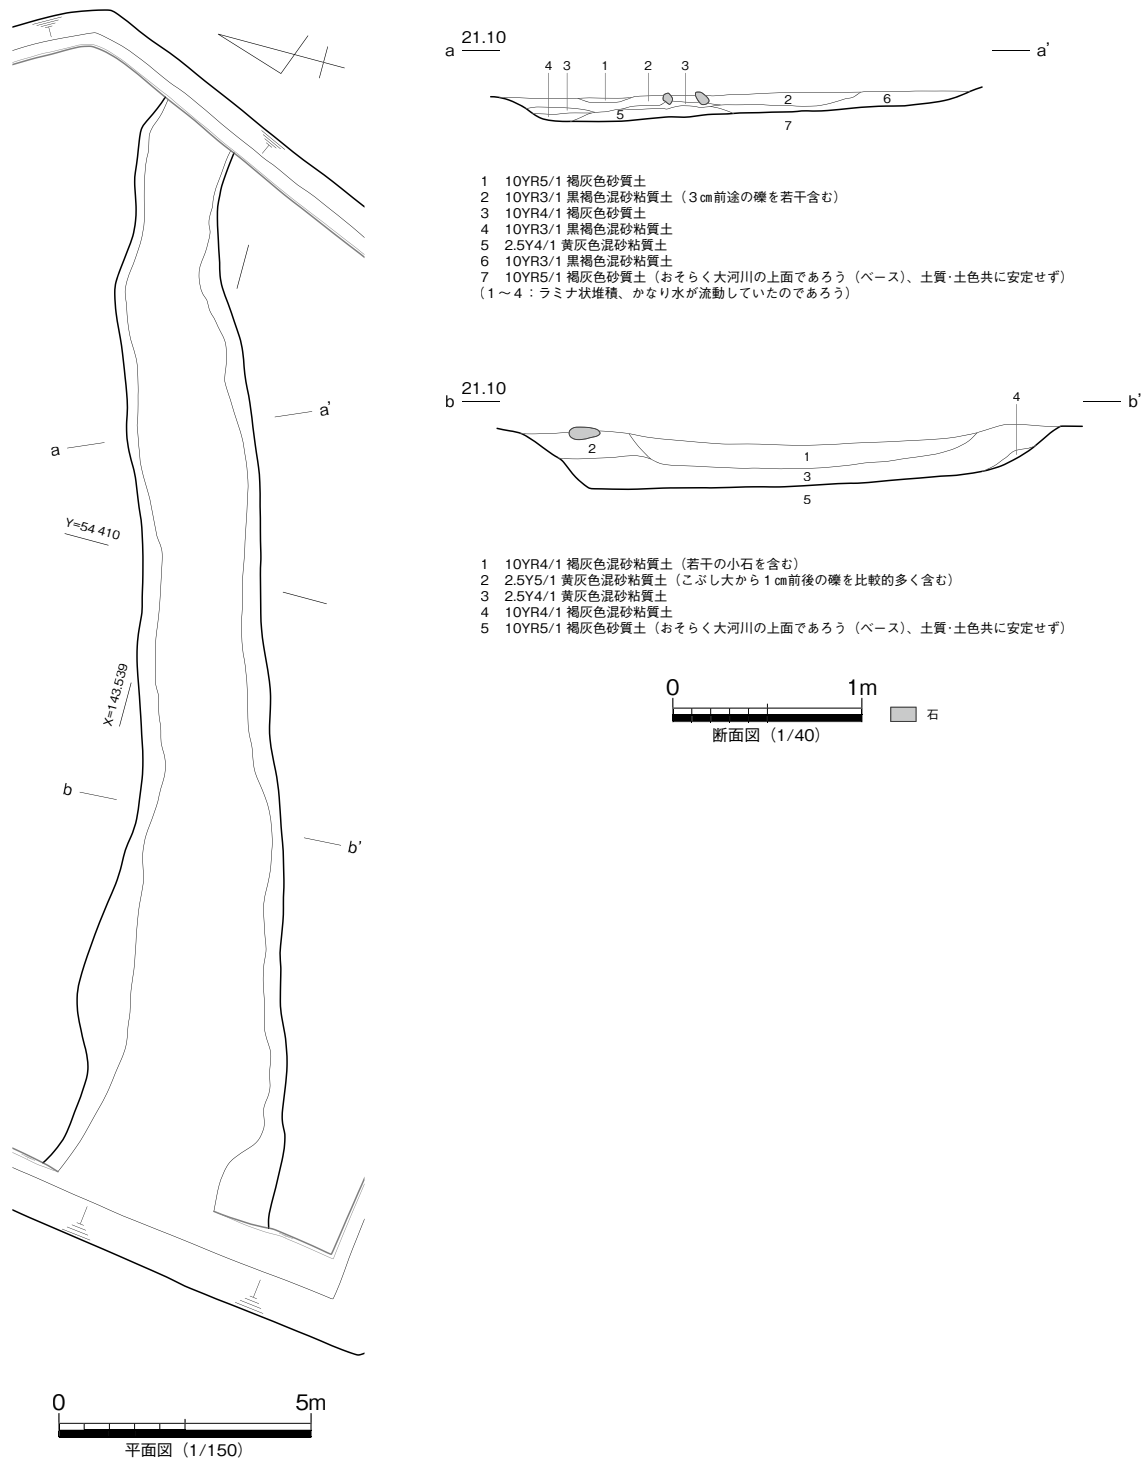 a 21.10 a’
4 3 1 2 3
2 6
5
7
1 10YR5/1 褐灰色砂質土
2 10YR3/1 黒褐色混砂粘質土（３㎝前途の礫を若干含む）
3 10YR4/1 褐灰色砂質土
4 10YR3/1 黒褐色混砂粘質土
5 2.5Y4/1 黄灰色混砂粘質土
6 10YR3/1 黒褐色混砂粘質土
7 10YR5/1 褐灰色砂質土（おそらく大河川の上面であろう（ベース）、土質･土色共に安定せず）
（１～４：ラミナ状堆積、かなり水が流動していたのであろう）
b 21.10 b’
4
2
1
3
5
1 10YR4/1 褐灰色混砂粘質土（若干の小石を含む）
2 2.5Y5/1 黄灰色混砂粘質土（こぶし大から１㎝前後の礫を比較的多く含む）
3 2.5Y4/1 黄灰色混砂粘質土
4 10YR4/1 褐灰色混砂粘質土
5 10YR5/1 褐灰色砂質土（おそらく大河川の上面であろう（ベース）、土質･土色共に安定せず）
0 1m
石
断面図（1/40）
a a’
Y=54 410
X=143.539
b b’
0 5m
平面図（1/150）